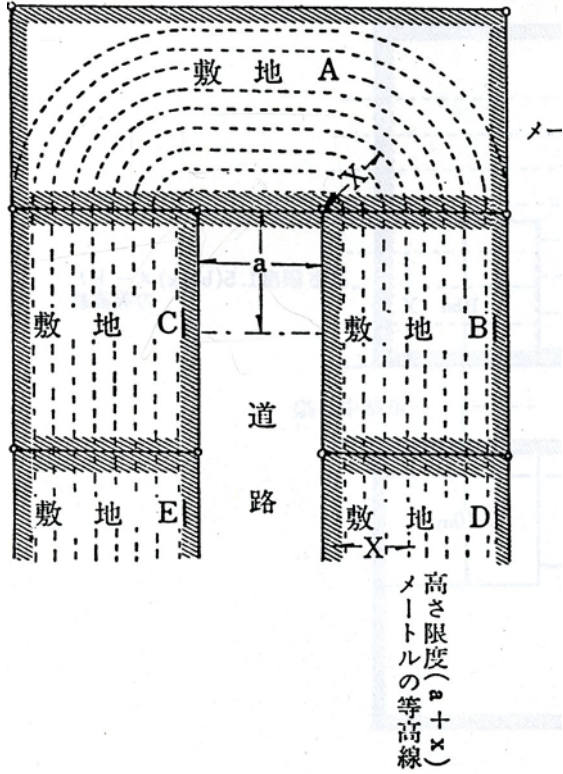 敷地 A
メー
X
a
敷地 C
敷地 B
道路
敷地 E
敷地 D
X
高さ限度(a+x)
メートルの等高線